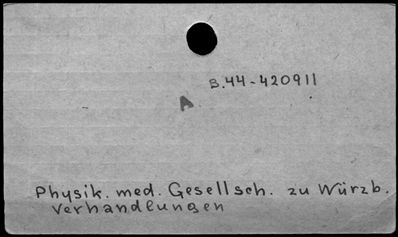 B.44-420911
A
Physik. med. Gesellsch. zu Würzb.
Verhandlungen